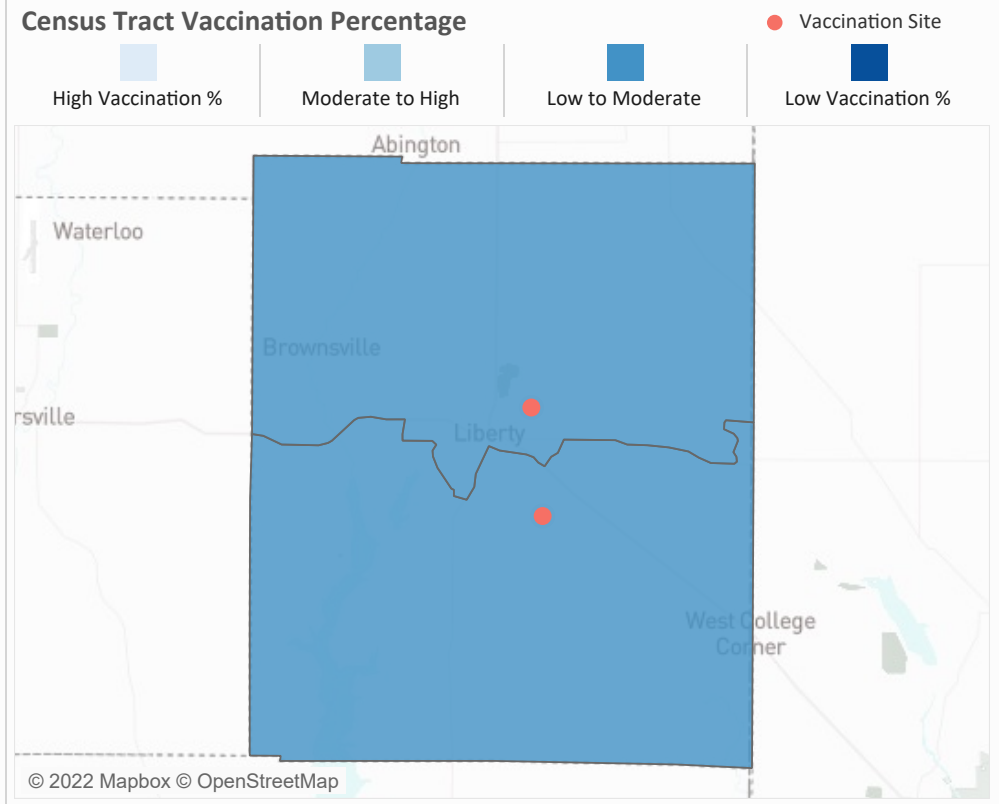 Census Tract Vaccination Percentage
Vaccination Site
High Vaccination %
Moderate to High
Low to Moderate
Low Vaccination %
Abington
Waterloo
Brownsville
rsville
Liberty
West College
Corner
© 2022 Mapbox © OpenStreetMap